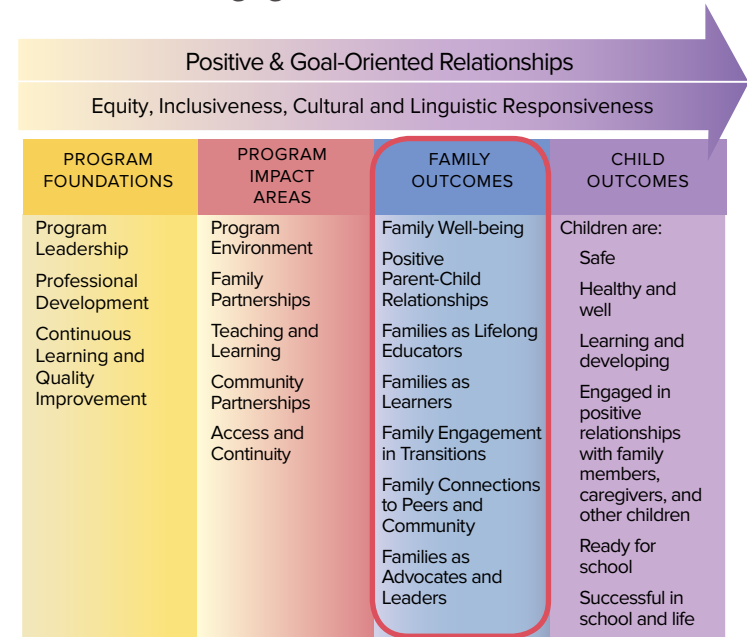 Positive & Goal-Oriented Relationships
Equity, Inclusiveness, Cultural and Linguistic Responsiveness
PROGRAM
FOUNDATIONS
Program
Leadership
Professional
Development
Continuous
Learning and
Quality
Improvement
PROGRAM
IMPACT
AREAS
Program
Environment
Family
Partnerships
Teaching and
Learning
Community
Partnerships
Access and
Continuity
FAMILY
OUTCOMES
Family Well-being
Positive
Parent-Child
Relationships
Families as Lifelong
Educators
Families as
Learners
Family Engagement
in Transitions
Family Connections
to Peers and
Community
Families as
Advocates and
Leaders
CHILD
OUTCOMES
Children are:
Safe
Healthy and
well
Learning and
developing
Engaged in
positive
relationships
with family
members,
caregivers, and
other children
Ready for
school
Successful in
school and life